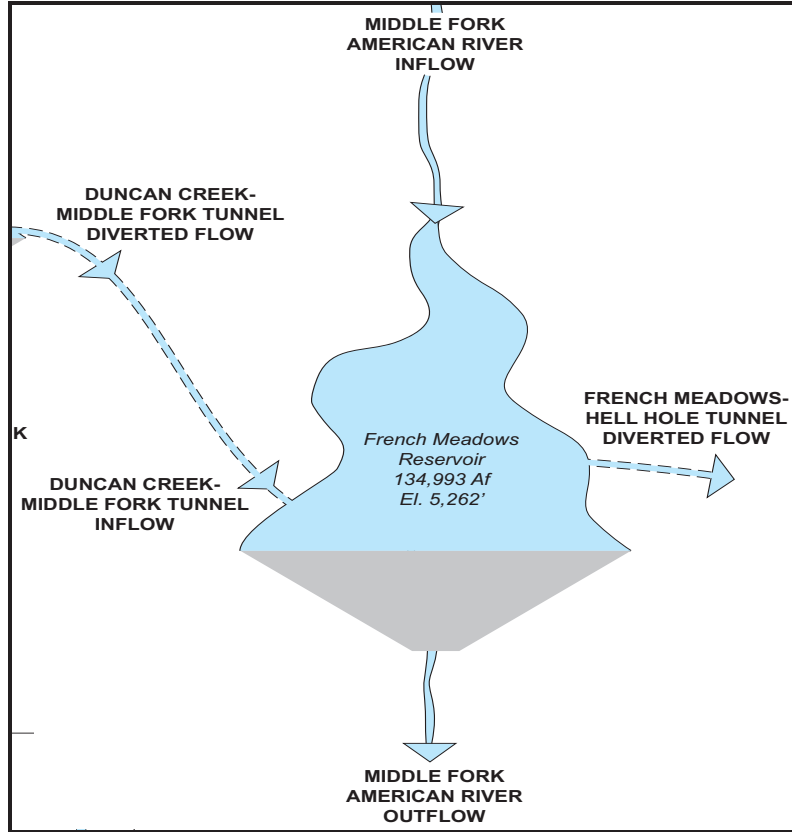 MIDDLE FORK
AMERICAN RIVER
INFLOW
DUNCAN CREEK-
MIDDLE FORK TUNNEL
DIVERTED FLOW
FRENCH MEADOWS-
HELL HOLE TUNNEL
DIVERTED FLOW
K
French Meadows
Reservoir
134,993 Af
El. 5,262'
DUNCAN CREEK-
MIDDLE FORK TUNNEL
INFLOW
MIDDLE FORK
AMERICAN RIVER
OUTFLOW